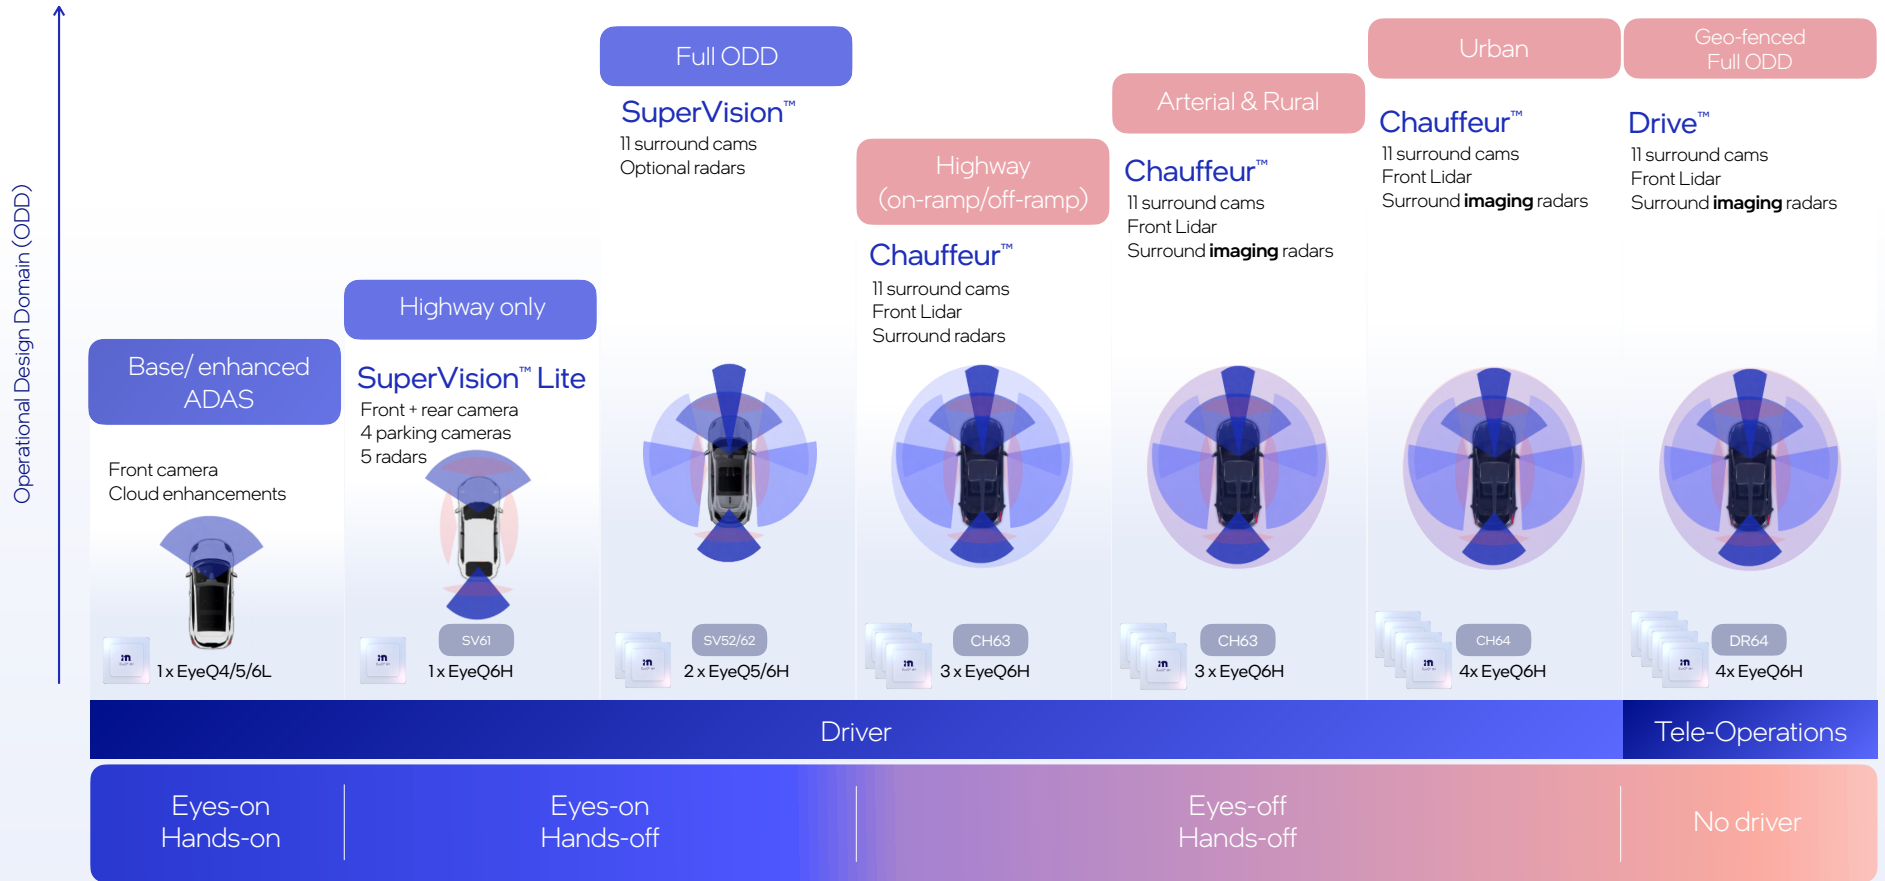 Operational Design Domain (ODD)
Base/ enhanced
ADAS
Front camera
Cloud enhancements
1 x EyeQ4/5/6L
Highway only
SuperVision™ Lite
Front + rear camera
4 parking cameras
5 radars
SV61
1 x EyeQ6H
Full ODD
SuperVision™
11 surround cams
Optional radars
SV52/62
2 x EyeQ5/6H
Highway
(on-ramp/off-ramp)
Chauffeur™
11 surround cams
Front Lidar
Surround radars
CH63
3 x EyeQ6H
Arterial & Rural
Chauffeur™
11 surround cams
Front Lidar
Surround imaging radars
CH63
3 x EyeQ6H
Urban
Chauffeur™
11 surround cams
Front Lidar
Surround imaging radars
CH64
4x EyeQ6H
Geo-fenced
Full ODD
Drive™
11 surround cams
Front Lidar
Surround imaging radars
DR64
4x EyeQ6H
Driver
Tele-Operations
Eyes-on
Hands-on
Eyes-on
Hands-off
Eyes-off
Hands-off
No driver